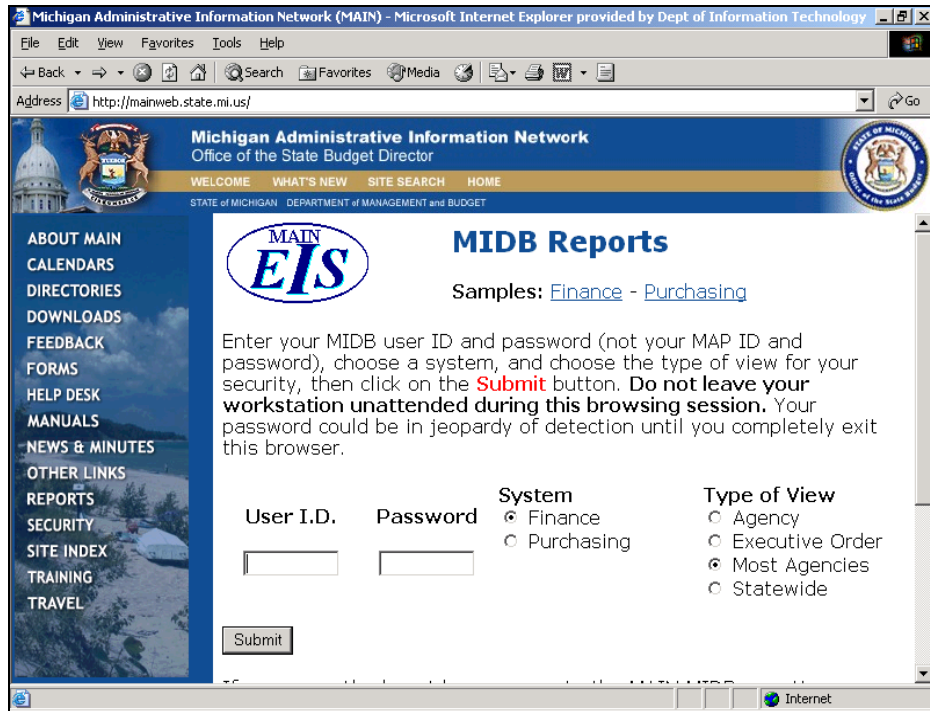 Michigan Administrative Information Network (MAIN) - Microsoft Internet Explorer provided by Dept of Information Technology
File Edit View Favorites Tools Help
Back Search Favorites Media
Address http://mainweb.state.mi.us/ Go
Michigan Administrative Information Network
Office of the State Budget Director
WELCOME WHAT'S NEW SITE SEARCH HOME
STATE of MICHIGAN DEPARTMENT of MANAGEMENT and BUDGET
ABOUT MAIN
CALENDARS
DIRECTORIES
DOWNLOADS
FEEDBACK
FORMS
HELP DESK
MANUALS
NEWS & MINUTES
OTHER LINKS
REPORTS
SECURITY
SITE INDEX
TRAINING
TRAVEL
MAIN
EIS
MIDB Reports
Samples: Finance - Purchasing
Enter your MIDB user ID and password (not your MAP ID and
password), choose a system, and choose the type of view for your
security, then click on the Submit button. Do not leave your
workstation unattended during this browsing session. Your
password could be in jeopardy of detection until you completely exit
this browser.
User I.D.
Password
System
Finance
Purchasing
Type of View
Agency
Executive Order
Most Agencies
Statewide
Submit
Internet